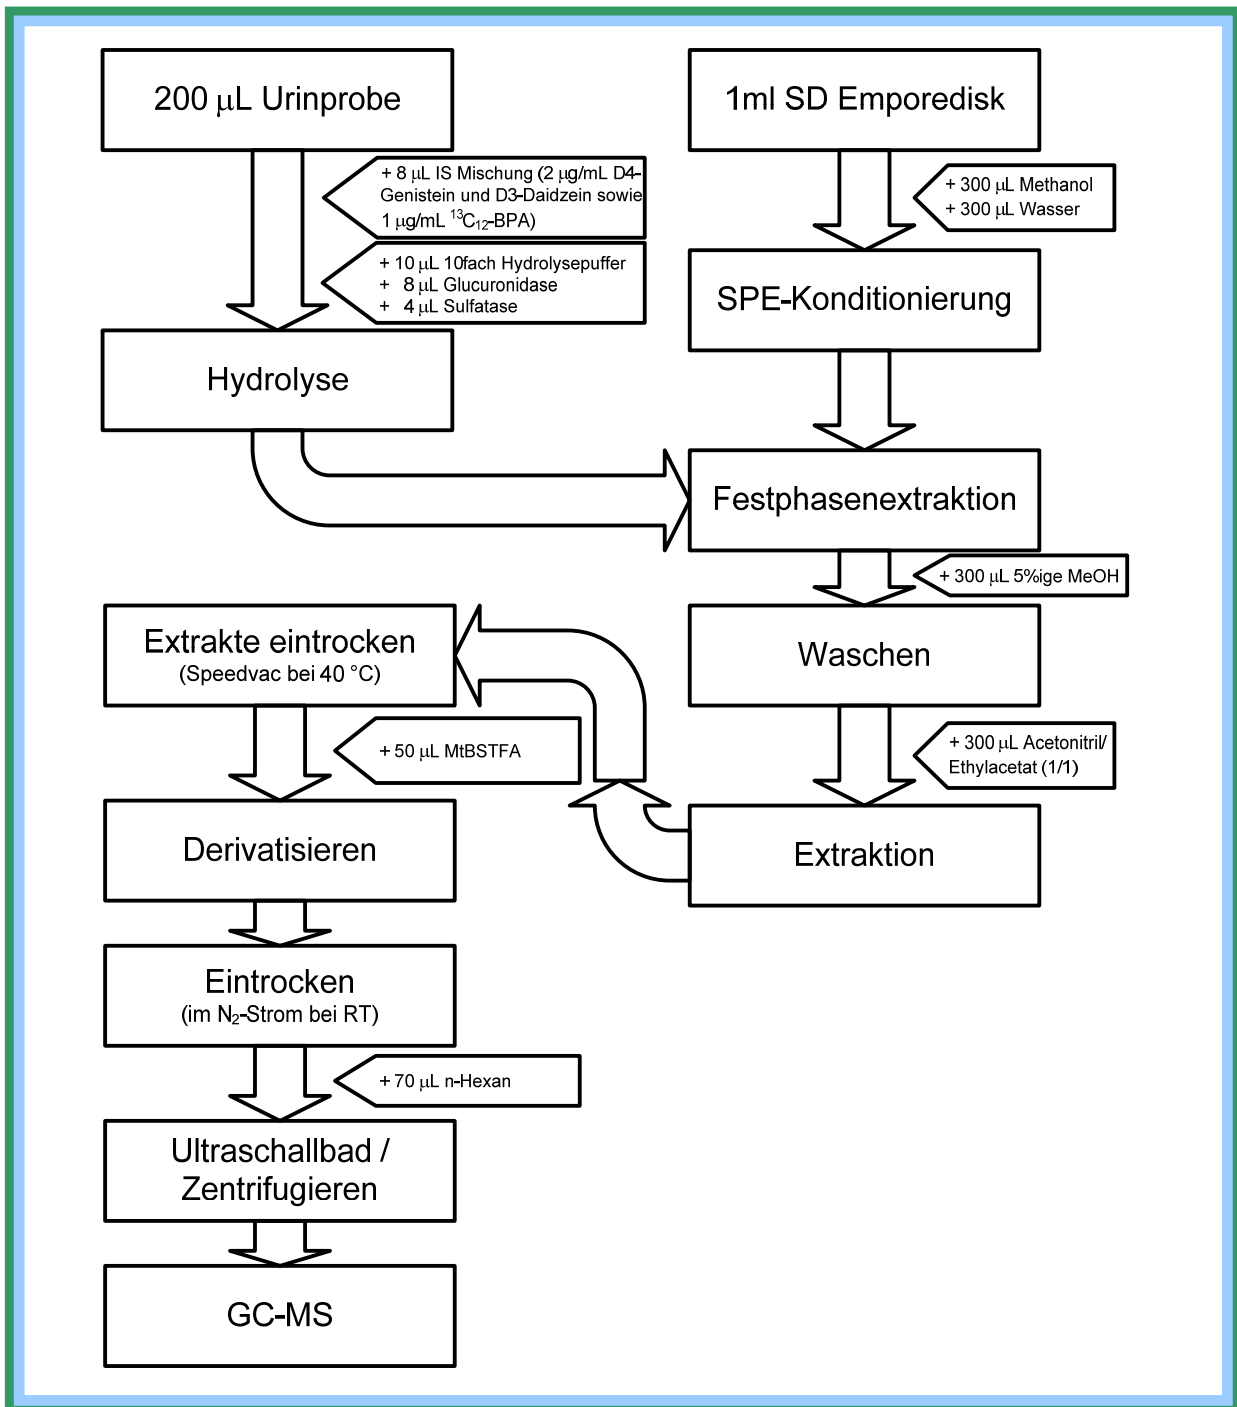 200 µL Urinprobe
+ 8 µL IS Mischung (2 µg/mL D4-
Genistein und D3-Daidzein sowie
1 µg/mL ¹³C₁₂-BPA)
+ 10 µL 10fach Hydrolysepuffer
+ 8 µL Glucuronidase
+ 4 µL Sulfatase
Hydrolyse
1ml SD Emporedisk
+ 300 µL Methanol
+ 300 µL Wasser
SPE-Konditionierung
Festphasenextraktion
+ 300 µL 5%ige MeOH
Waschen
+ 300 µL Acetonitril/
Ethylacetat (1/1)
Extraktion
Extrakte eintrocken
(Speedvac bei 40 °C)
+ 50 µL MtBSTFA
Derivatisieren
Eintrocken
(im N₂-Strom bei RT)
+ 70 µL n-Hexan
Ultraschallbad /
Zentrifugieren
GC-MS